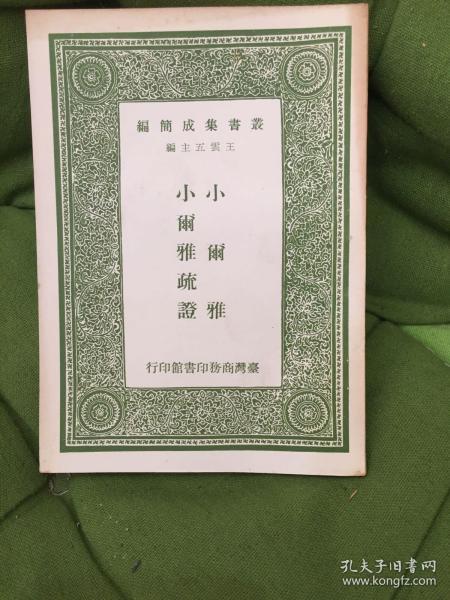 叢書集成簡編
王雲五主編
小爾雅
小爾雅疏證
臺灣商務印書館印行
孔夫子旧书网
www.kongfz.com